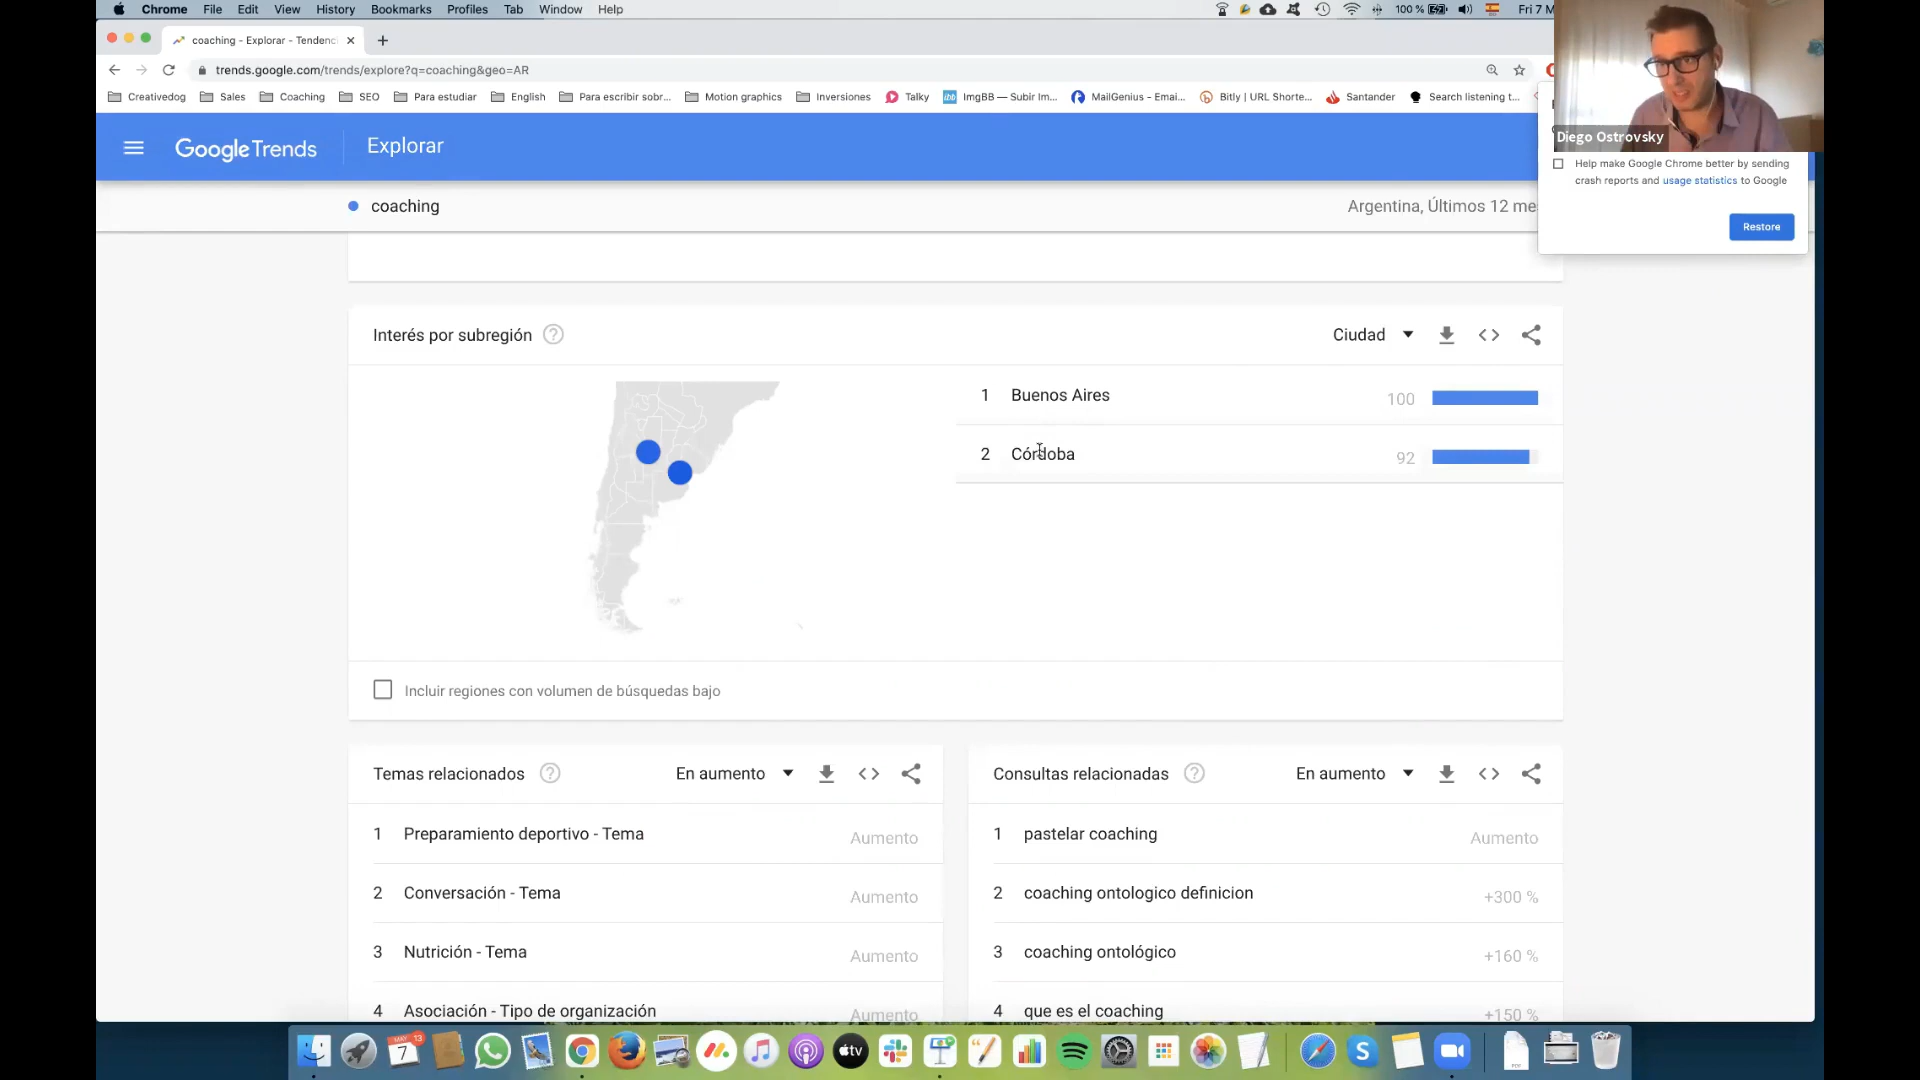 Chrome File Edit View History Bookmarks Profiles Tab Window Help
100 % Fri 7 M
coaching - Explorar - Tendenc
trends.google.com/trends/explore?q=coaching&geo=AR
Creativedog Sales Coaching SEO Para estudiar English Para escribir sobr... Motion graphics Inversiones Talky ImgBB — Subir Im... MailGenius - Emai... Bitly | URL Shorte... Santander Search listening t...
Diego Ostrovsky
Help make Google Chrome better by sending
crash reports and usage statistics to Google
Restore
Google Trends Explorar
coaching
Argentina, Últimos 12 me
Interés por subregión
Ciudad
1 Buenos Aires 100
2 Córdoba 92
Incluir regiones con volumen de búsquedas bajo
Temas relacionados En aumento
1 Preparamiento deportivo - Tema Aumento
2 Conversación - Tema Aumento
3 Nutrición - Tema Aumento
4 Asociación - Tipo de organización Aumento
Consultas relacionadas En aumento
1 pastelar coaching Aumento
2 coaching ontologico definicion +300 %
3 coaching ontológico +160 %
4 que es el coaching +150 %
MAY 13
7
tv
S